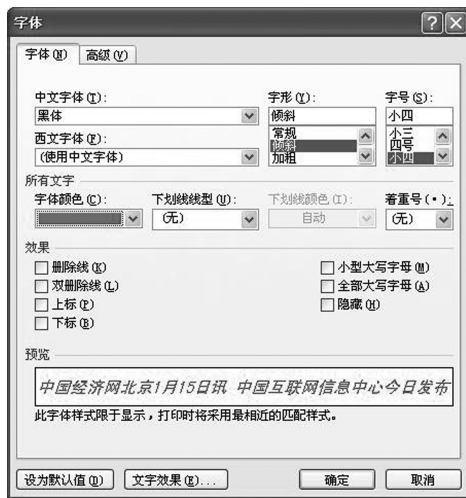 字体
字体(N) 高级(V)
中文字体(T): 字形(Y): 字号(S):
黑体 倾斜 小四
常规 小三
西文字体(F): 倾斜 四号
(使用中文字体) 加粗 小四
所有文字
字体颜色(C): 下划线线型(U): 下划线颜色(I): 着重号(·):
(无) 自动 (无)
效果
删除线(K) 小型大写字母(M)
双删除线(L) 全部大写字母(A)
上标(P) 隐藏(H)
下标(B)
预览
中国经济网北京1月15日讯 中国互联网信息中心今日发布
此字体样式限于显示，打印时将采用最相近的匹配样式。
设为默认值(D) 文字效果(E)... 确定 取消